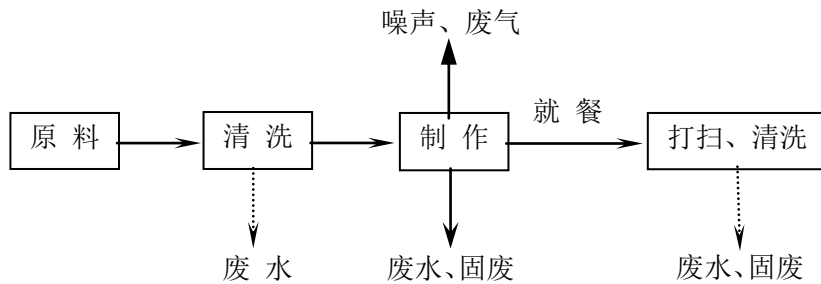 噪声、废气
就 餐
原 料
清 洗
制 作
打扫、清洗
废 水
废水、固废
废水、固废